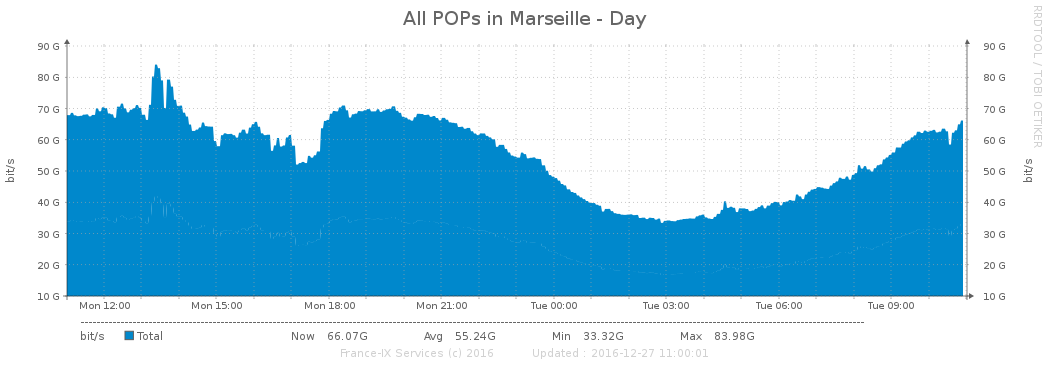 All POPs in Marseille - Day
RRDTOOL / TOBI OETIKER
90 G 90 G
80 G 80 G
70 G 70 G
60 G 60 G
50 G 50 G
40 G 40 G
30 G 30 G
20 G 20 G
10 G 10 G
bit/s
bit/s
Mon 12:00 Mon 15:00 Mon 18:00 Mon 21:00 Tue 00:00 Tue 03:00 Tue 06:00 Tue 09:00
bit/s Total Now 66.07G Avg 55.24G Min 33.32G Max 83.98G
France-IX Services (c) 2016 Updated : 2016-12-27 11:00:01